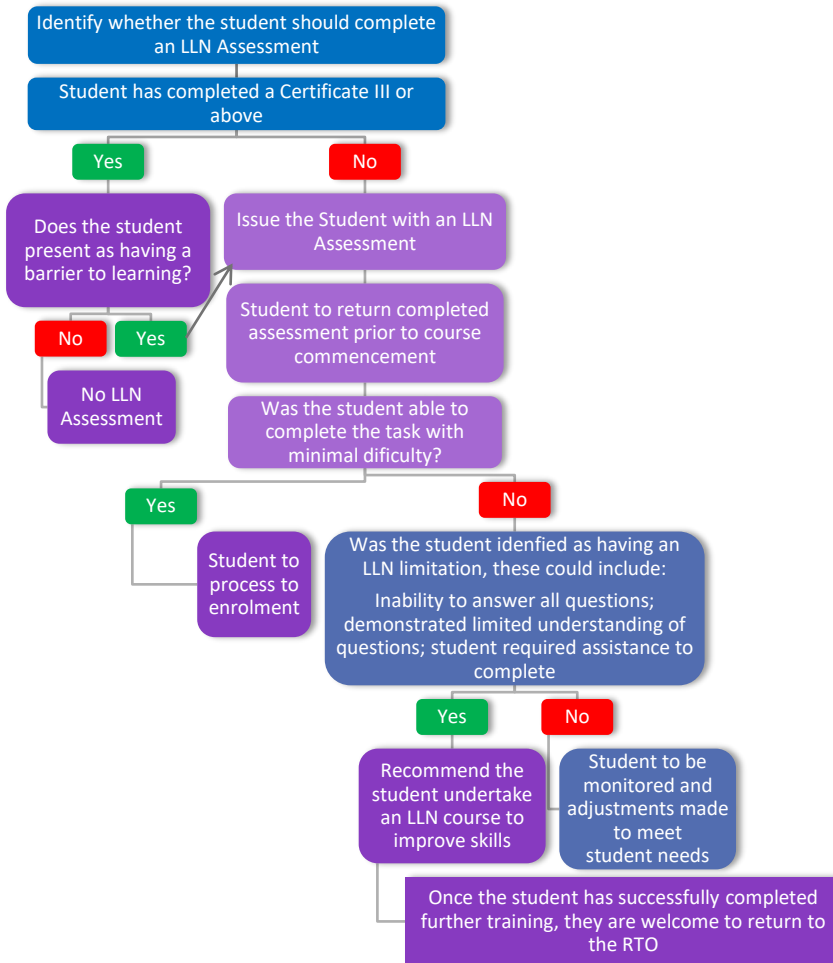 Identify whether the student should complete
an LLN Assessment
Student has completed a Certificate III or
above
Yes
No
Does the student
present as having a
barrier to learning?
Issue the Student with an LLN
Assessment
Student to return completed
assessment prior to course
commencement
No
Yes
No LLN
Assessment
Was the student able to
complete the task with
minimal dificulty?
Yes
No
Student to
process to
enrolment
Was the student idenfied as having an
LLN limitation, these could include:
Inability to answer all questions;
demonstrated limited understanding of
questions; student required assistance to
complete
Yes
No
Recommend the
student undertake
an LLN course to
improve skills
Student to be
monitored and
adjustments made
to meet
student needs
Once the student has successfully completed
further training, they are welcome to return to
the RTO